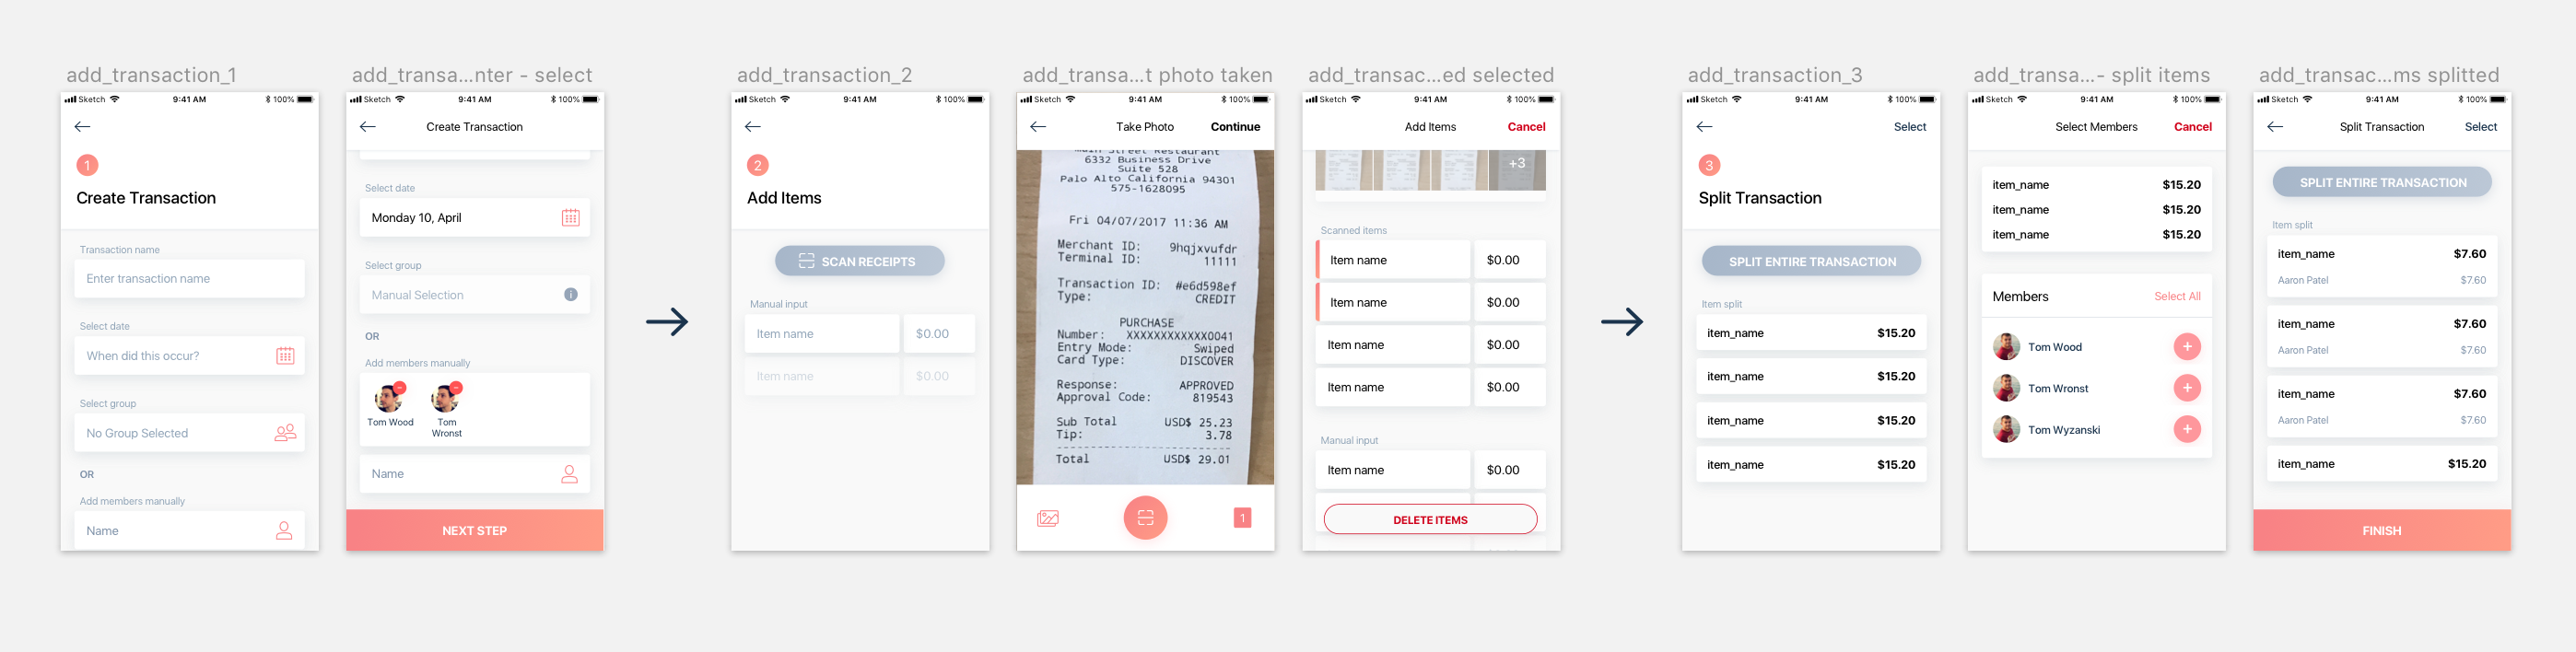 add_transaction_1
Sketch 9:41 AM 100%
1
Create Transaction
Transaction name
Enter transaction name
Select date
When did this occur?
Select group
No Group Selected
OR
Add members manually
Name
add_transa...nter - select
Sketch 9:41 AM 100%
Create Transaction
Select date
Monday 10, April
Select group
Manual Selection i
OR
Add members manually
Tom Wood Tom
Wronst
Name
NEXT STEP
add_transaction_2
Sketch 9:41 AM 100%
2
Add Items
SCAN RECEIPTS
Manual input
Item name $0.00
Item name $0.00
add_transa...t photo taken
Sketch 9:41 AM 100%
Take Photo Continue
Main Street Restaurant
6332 Business Drive
Suite 528
Palo Alto California 94301
575-1628095
Fri 04/07/2017 11:36 AM
Merchant ID: 9hqjxvufdr
Terminal ID: 11111
Transaction ID: #e6d598ef
Type: CREDIT
PURCHASE
Number: XXXXXXXXXXXX0041
Entry Mode: Swiped
Card Type: DISCOVER
Response: APPROVED
Approval Code: 819543
Sub Total USD$ 25.23
Tip: 3.78
Total USD$ 29.01
1
add_transac...ed selected
Sketch 9:41 AM 100%
Add Items Cancel
+3
Scanned items
Item name $0.00
Item name $0.00
Item name $0.00
Item name $0.00
Manual input
Item name $0.00
DELETE ITEMS
add_transaction_3
Sketch 9:41 AM 100%
Select
3
Split Transaction
SPLIT ENTIRE TRANSACTION
Item split
item_name $15.20
item_name $15.20
item_name $15.20
item_name $15.20
add_transa...- split items
Sketch 9:41 AM 100%
Select Members Cancel
item_name $15.20
item_name $15.20
item_name $15.20
Members Select All
Tom Wood
Tom Wronst
Tom Wyzanski
add_transac...ms splitted
Sketch 9:41 AM 100%
Split Transaction Select
SPLIT ENTIRE TRANSACTION
Item split
item_name $7.60
Aaron Patel $7.60
item_name $7.60
Aaron Patel $7.60
item_name $7.60
Aaron Patel $7.60
item_name $15.20
FINISH